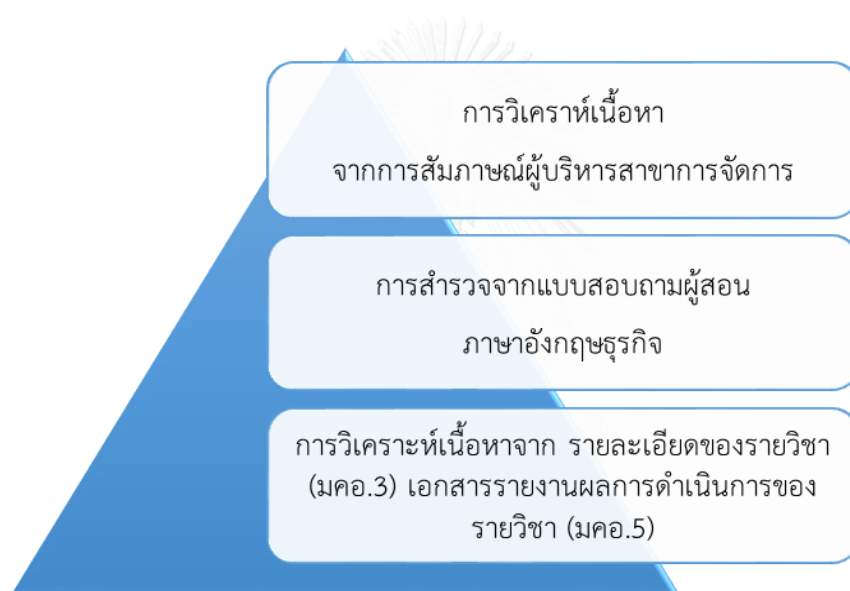 การวิเคราห์เนื้อหา
จากการสัมภาษณ์ผู้บริหารสาขาการจัดการ
การสำรวจจากแบบสอบถามผู้สอน
ภาษาอังกฤษธุรกิจ
การวิเคราะห์เนื้อหาจาก รายละเอียดของรายวิชา
(มคอ.3) เอกสารรายงานผลการดำเนินการของ
รายวิชา (มคอ.5)